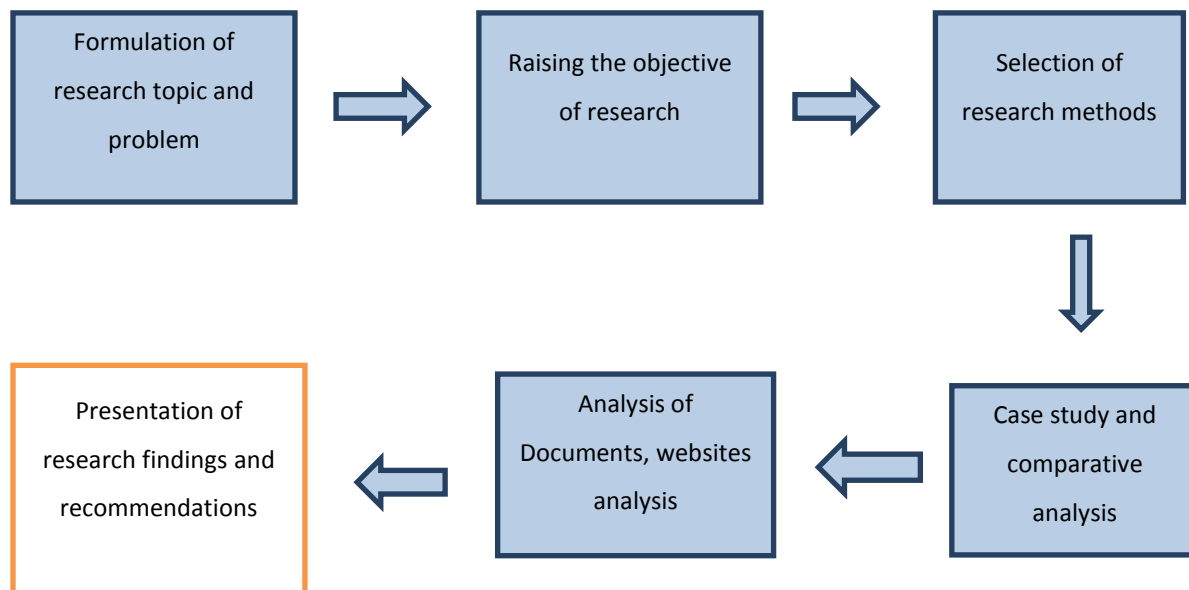 Formulation of
research topic and
problem
Raising the objective
of research
Selection of
research methods
Case study and
comparative
analysis
Analysis of
Documents, websites
analysis
Presentation of
research findings and
recommendations